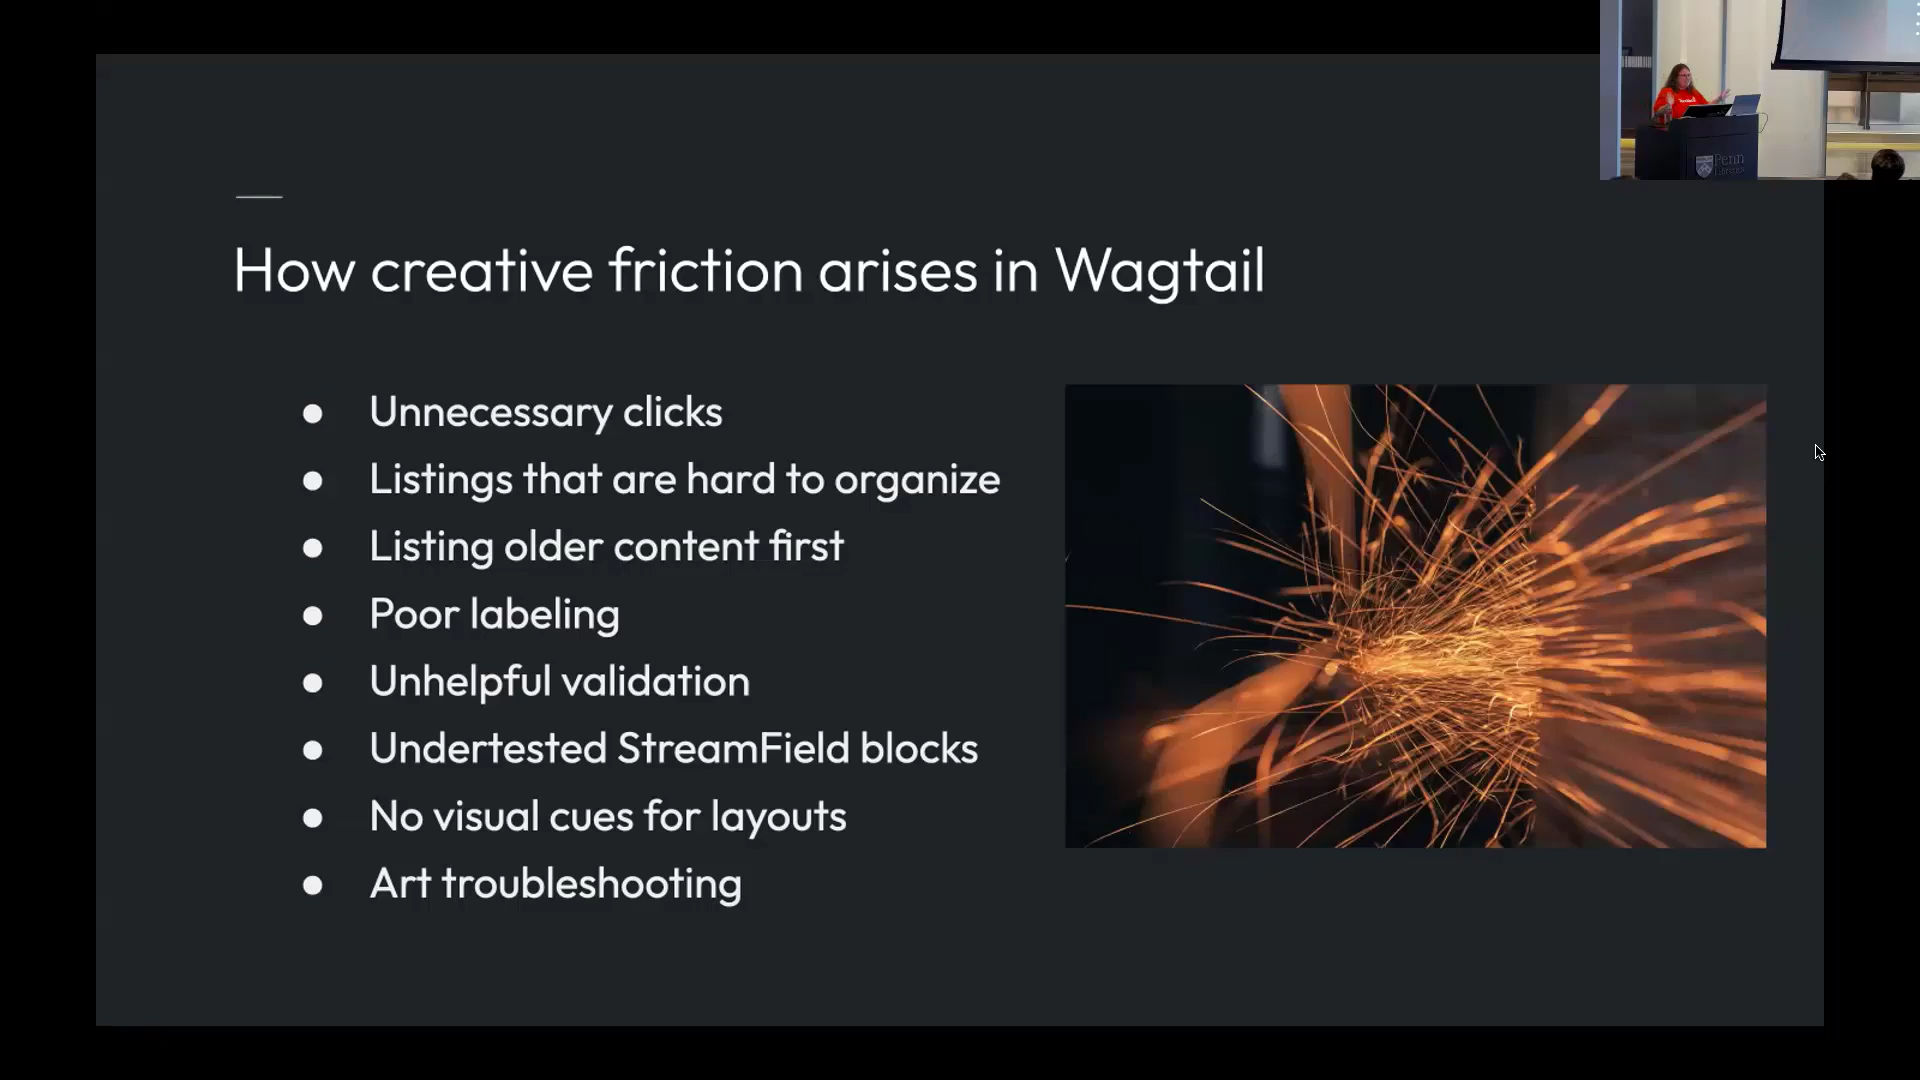 How creative friction arises in Wagtail
● Unnecessary clicks
● Listings that are hard to organize
● Listing older content first
● Poor labeling
● Unhelpful validation
● Undertested StreamField blocks
● No visual cues for layouts
● Art troubleshooting
Penn